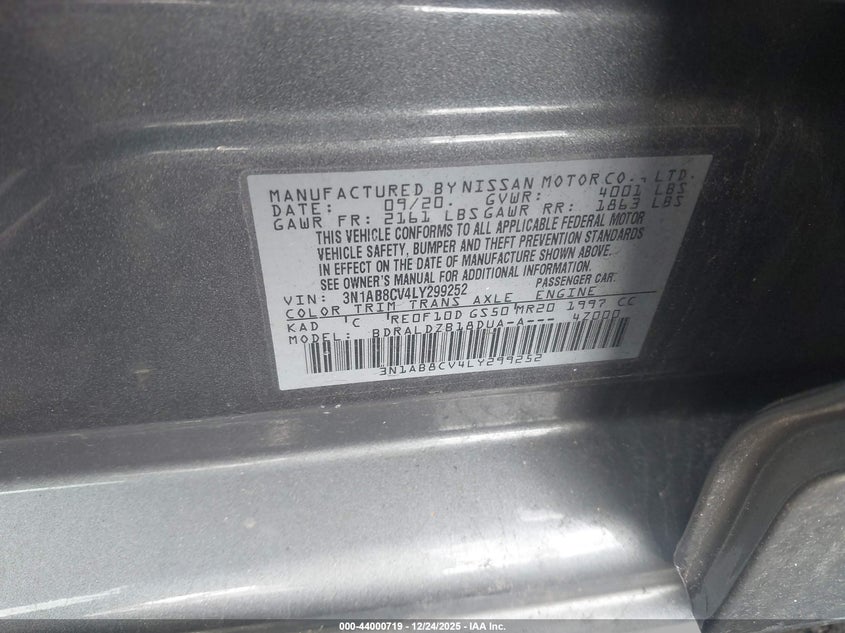 MANUFACTURED BY NISSAN MOTOR CO., LTD.
DATE: 09/20. GVWR: 4001 LBS
GAWR FR: 2161 LBS GAWR RR: 1863 LBS
THIS VEHICLE CONFORMS TO ALL APPLICABLE FEDERAL MOTOR
VEHICLE SAFETY, BUMPER AND THEFT PREVENTION STANDARDS
IN EFFECT ON THE DATE OF MANUFACTURE SHOWN ABOVE.
SEE OWNER'S MANUAL FOR ADDITIONAL INFORMATION.
VIN: 3N1AB8CV4LY299252 PASSENGER CAR
COLOR TRIM TRANS AXLE ENGINE
KAD 'C 'RE0F10D GS50'MR20 1997 CC
MODEL: BDRALDZB18DUA-A--- 47000
3N1AB8CV4LY299252
000-44000719 • 12/24/2025 • IAA Inc.